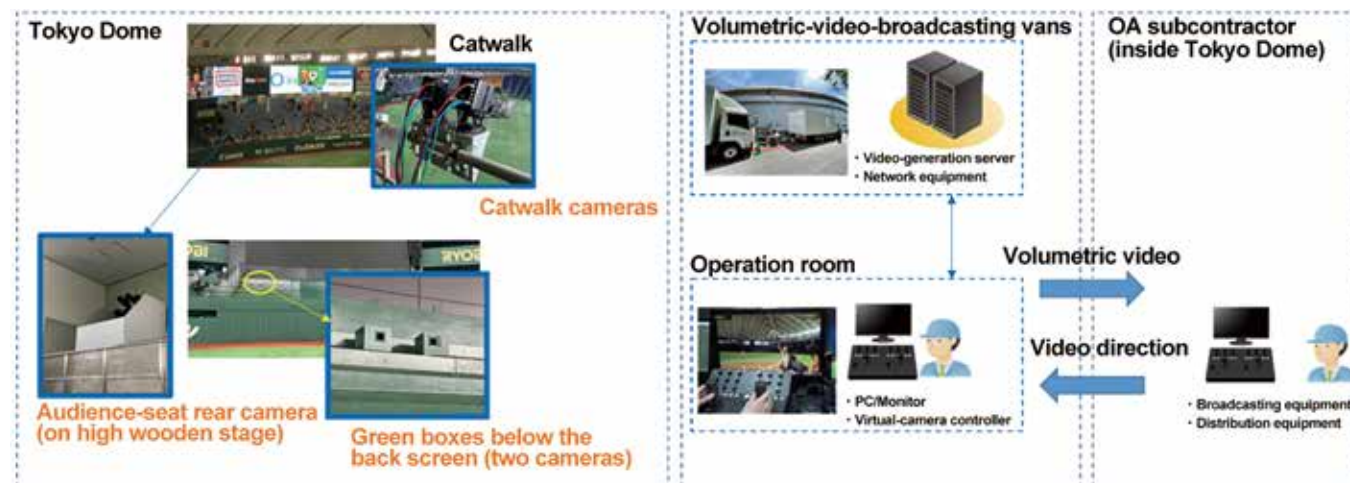 Tokyo Dome
Catwalk
Catwalk cameras
RYOBI
Audience-seat rear camera
(on high wooden stage)
Green boxes below the
back screen (two cameras)
Volumetric-video-broadcasting vans
・Video-generation server
・Network equipment
Operation room
・PC/Monitor
・Virtual-camera controller
Volumetric video
Video direction
OA subcontractor
(inside Tokyo Dome)
・Broadcasting equipment
・Distribution equipment